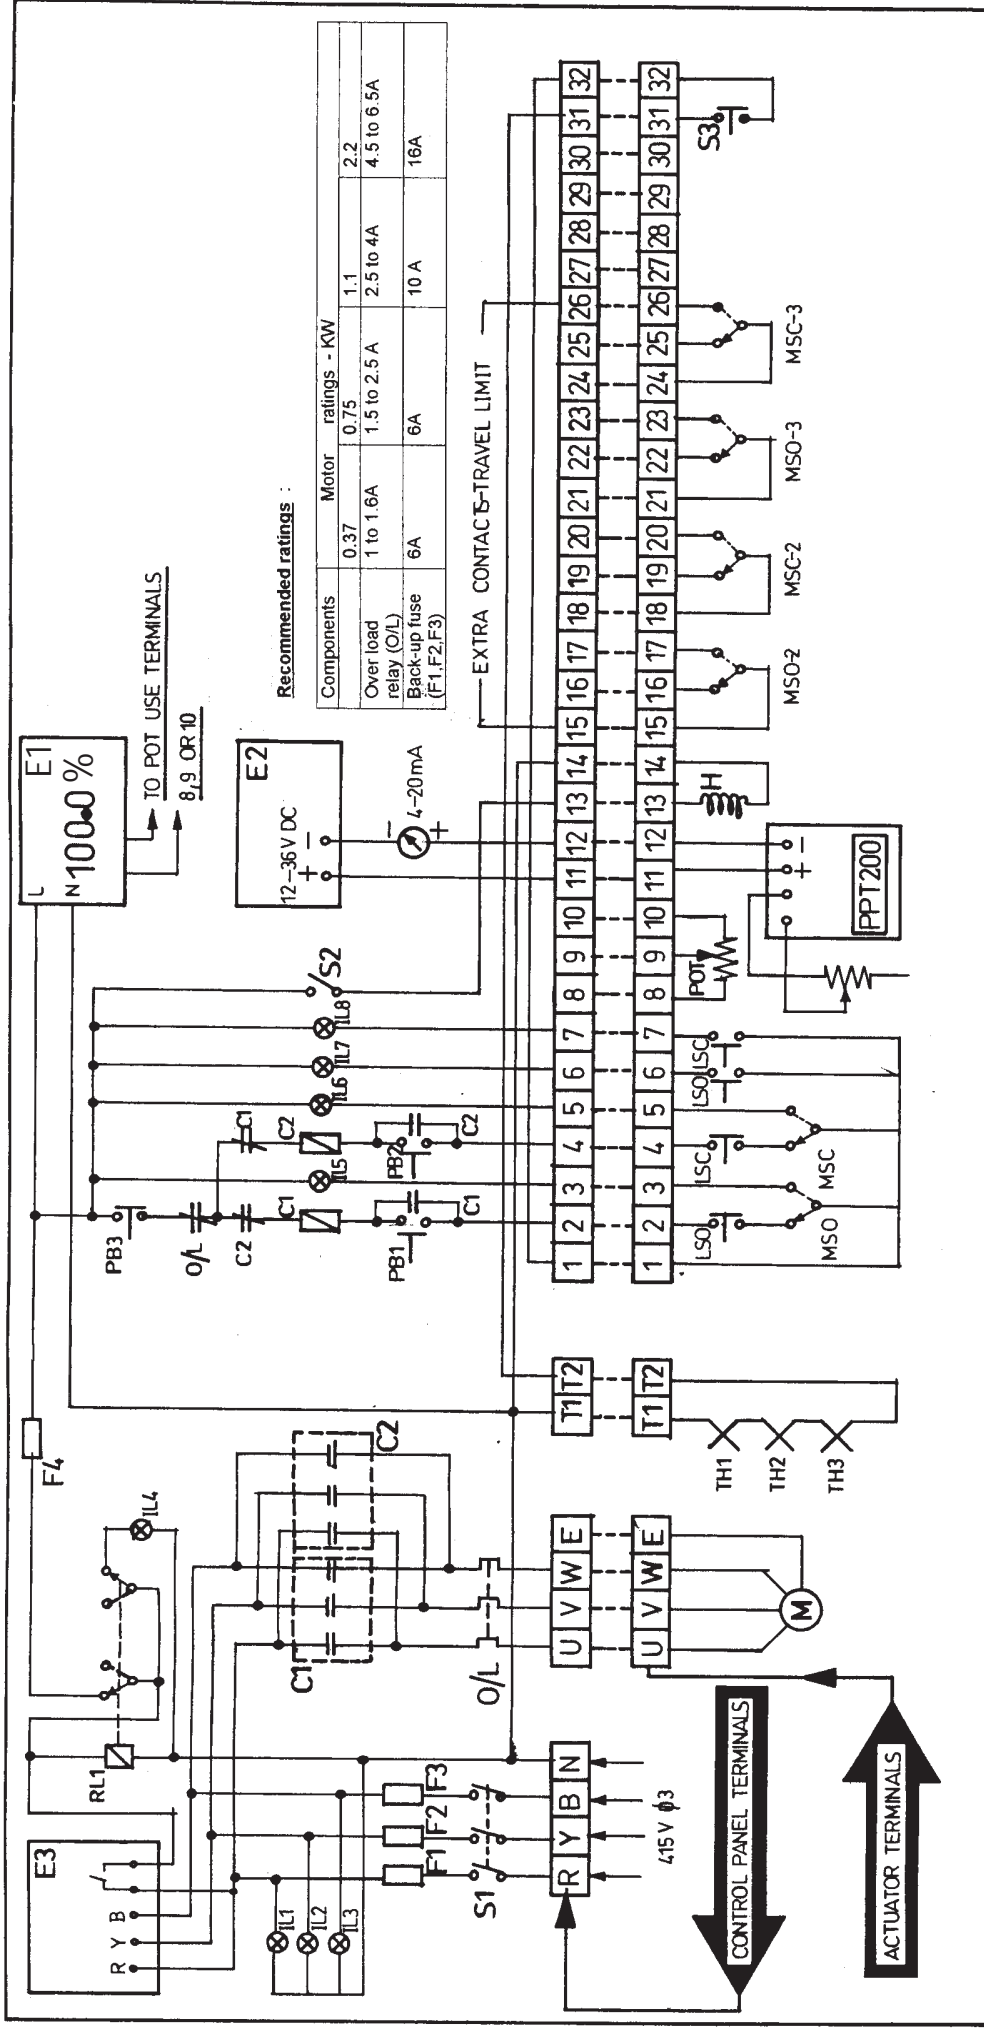 E1
L
N
100.0 %
TO POT USE TERMINALS
8,9 OR 10
Recommended ratings :
Components Motor ratings - KW
0.37 0.75 1.1 2.2
Over load relay (O/L) 1 to 1.6A 1.5 to 2.5 A 2.5 to 4A 4.5 to 6.5A
Back-up fuse (F1,F2,F3) 6A 6A 10 A 16A
E2
12–36V DC
+ −
−
4–20mA
+
EXTRA CONTACTS-TRAVEL LIMIT
E3
R Y B
RL1
IL4
F4
IL1
IL2
IL3
F1
F2
F3
S1
C1
C2
O/L
PB3
O/L
C2
C1
PB1
C1
IL5
C1
C2
PB2
C2
IL6
IL7
IL8
S2
R Y B N
415 V ϕ3
U V W E
T1 T2
1 2 3 4 5 6 7 8 9 10 11 12 13 14 15 16 17 18 19 20 21 22 23 24 25 26 27 28 29 30 31 32
U V W E
T1 T2
1 2 3 4 5 6 7 8 9 10 11 12 13 14 15 16 17 18 19 20 21 22 23 24 25 26 27 28 29 30 31 32
M
TH1
TH2
TH3
LSO
MSO
LSC
MSC
LSO
LSC
POT
+ −
PPT200
H
MSO-2
MSC-2
MSO-3
MSC-3
S3
CONTROL PANEL TERMINALS
ACTUATOR TERMINALS